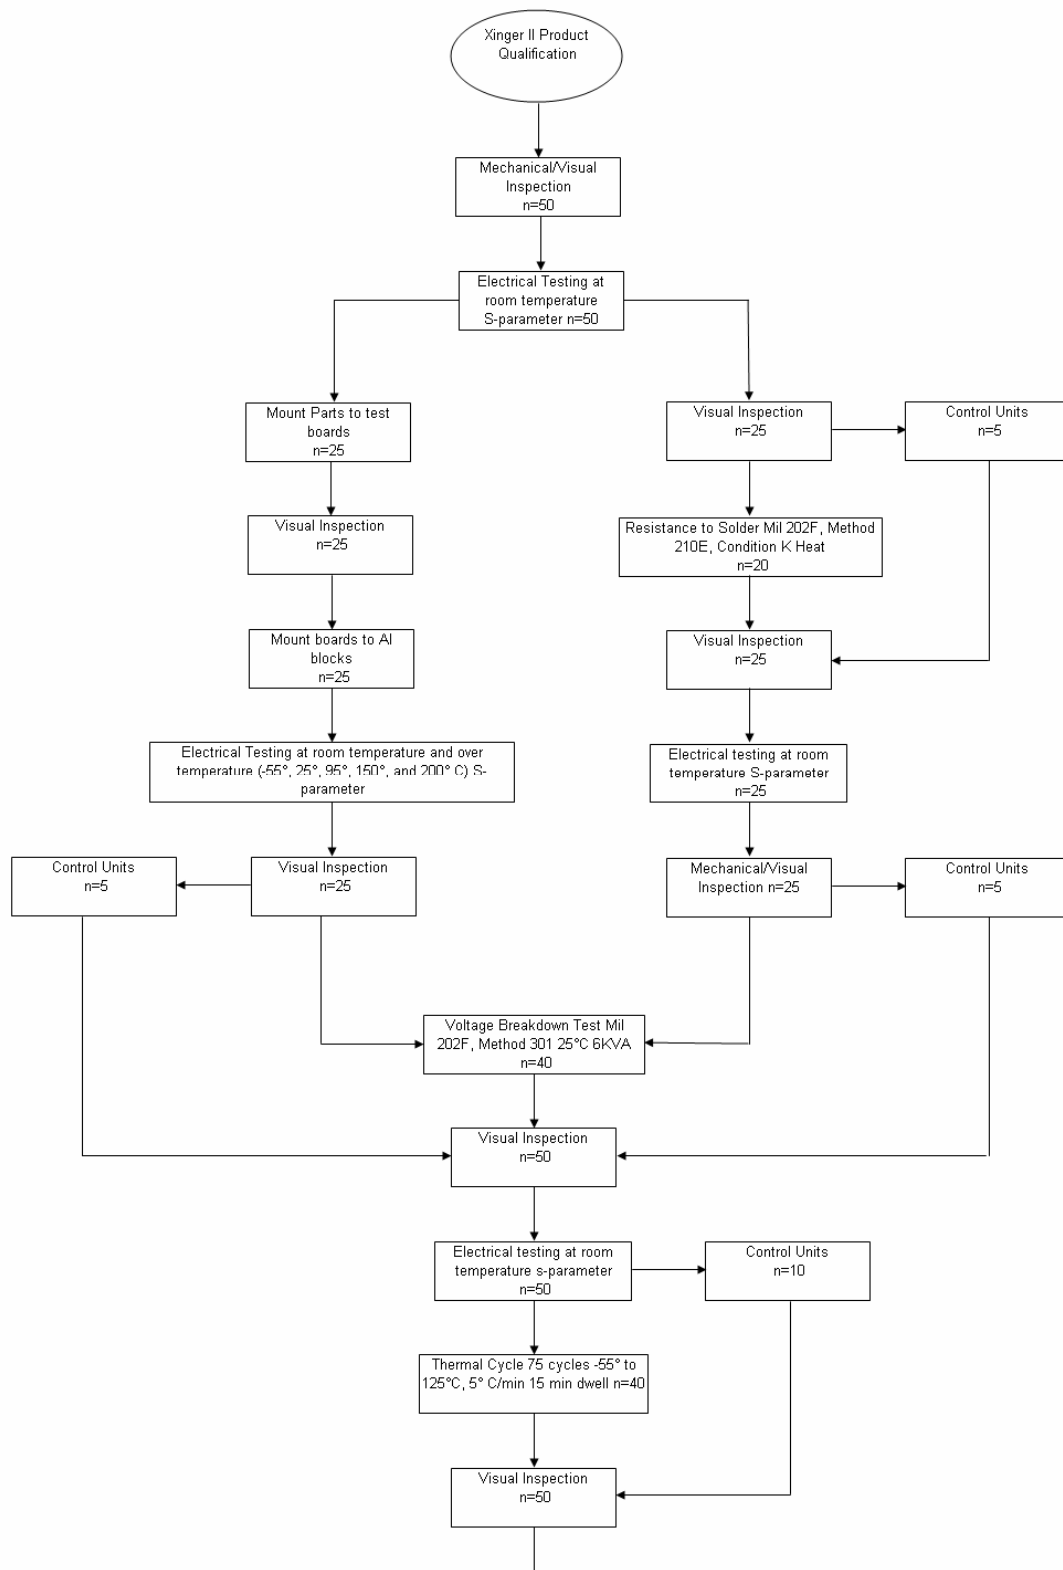 Xinger II Product
Qualification
Mechanical/Visual
Inspection
n=50
Electrical Testing at
room temperature
S-parameter n=50
Mount Parts to test
boards
n=25
Visual Inspection
n=25
Control Units
n=5
Visual Inspection
n=25
Resistance to Solder Mil 202F, Method
210E, Condition K Heat
n=20
Mount boards to Al
blocks
n=25
Visual Inspection
n=25
Electrical Testing at room temperature and over
temperature (-55°, 25°, 95°, 150°, and 200° C) S-
parameter
Electrical testing at room
temperature S-parameter
n=25
Control Units
n=5
Visual Inspection
n=25
Mechanical/Visual
Inspection n=25
Control Units
n=5
Voltage Breakdown Test Mil
202F, Method 301 25°C 6KVA
n=40
Visual Inspection
n=50
Electrical testing at room
temperature s-parameter
n=50
Control Units
n=10
Thermal Cycle 75 cycles -55° to
125°C, 5° C/min 15 min dwell n=40
Visual Inspection
n=50